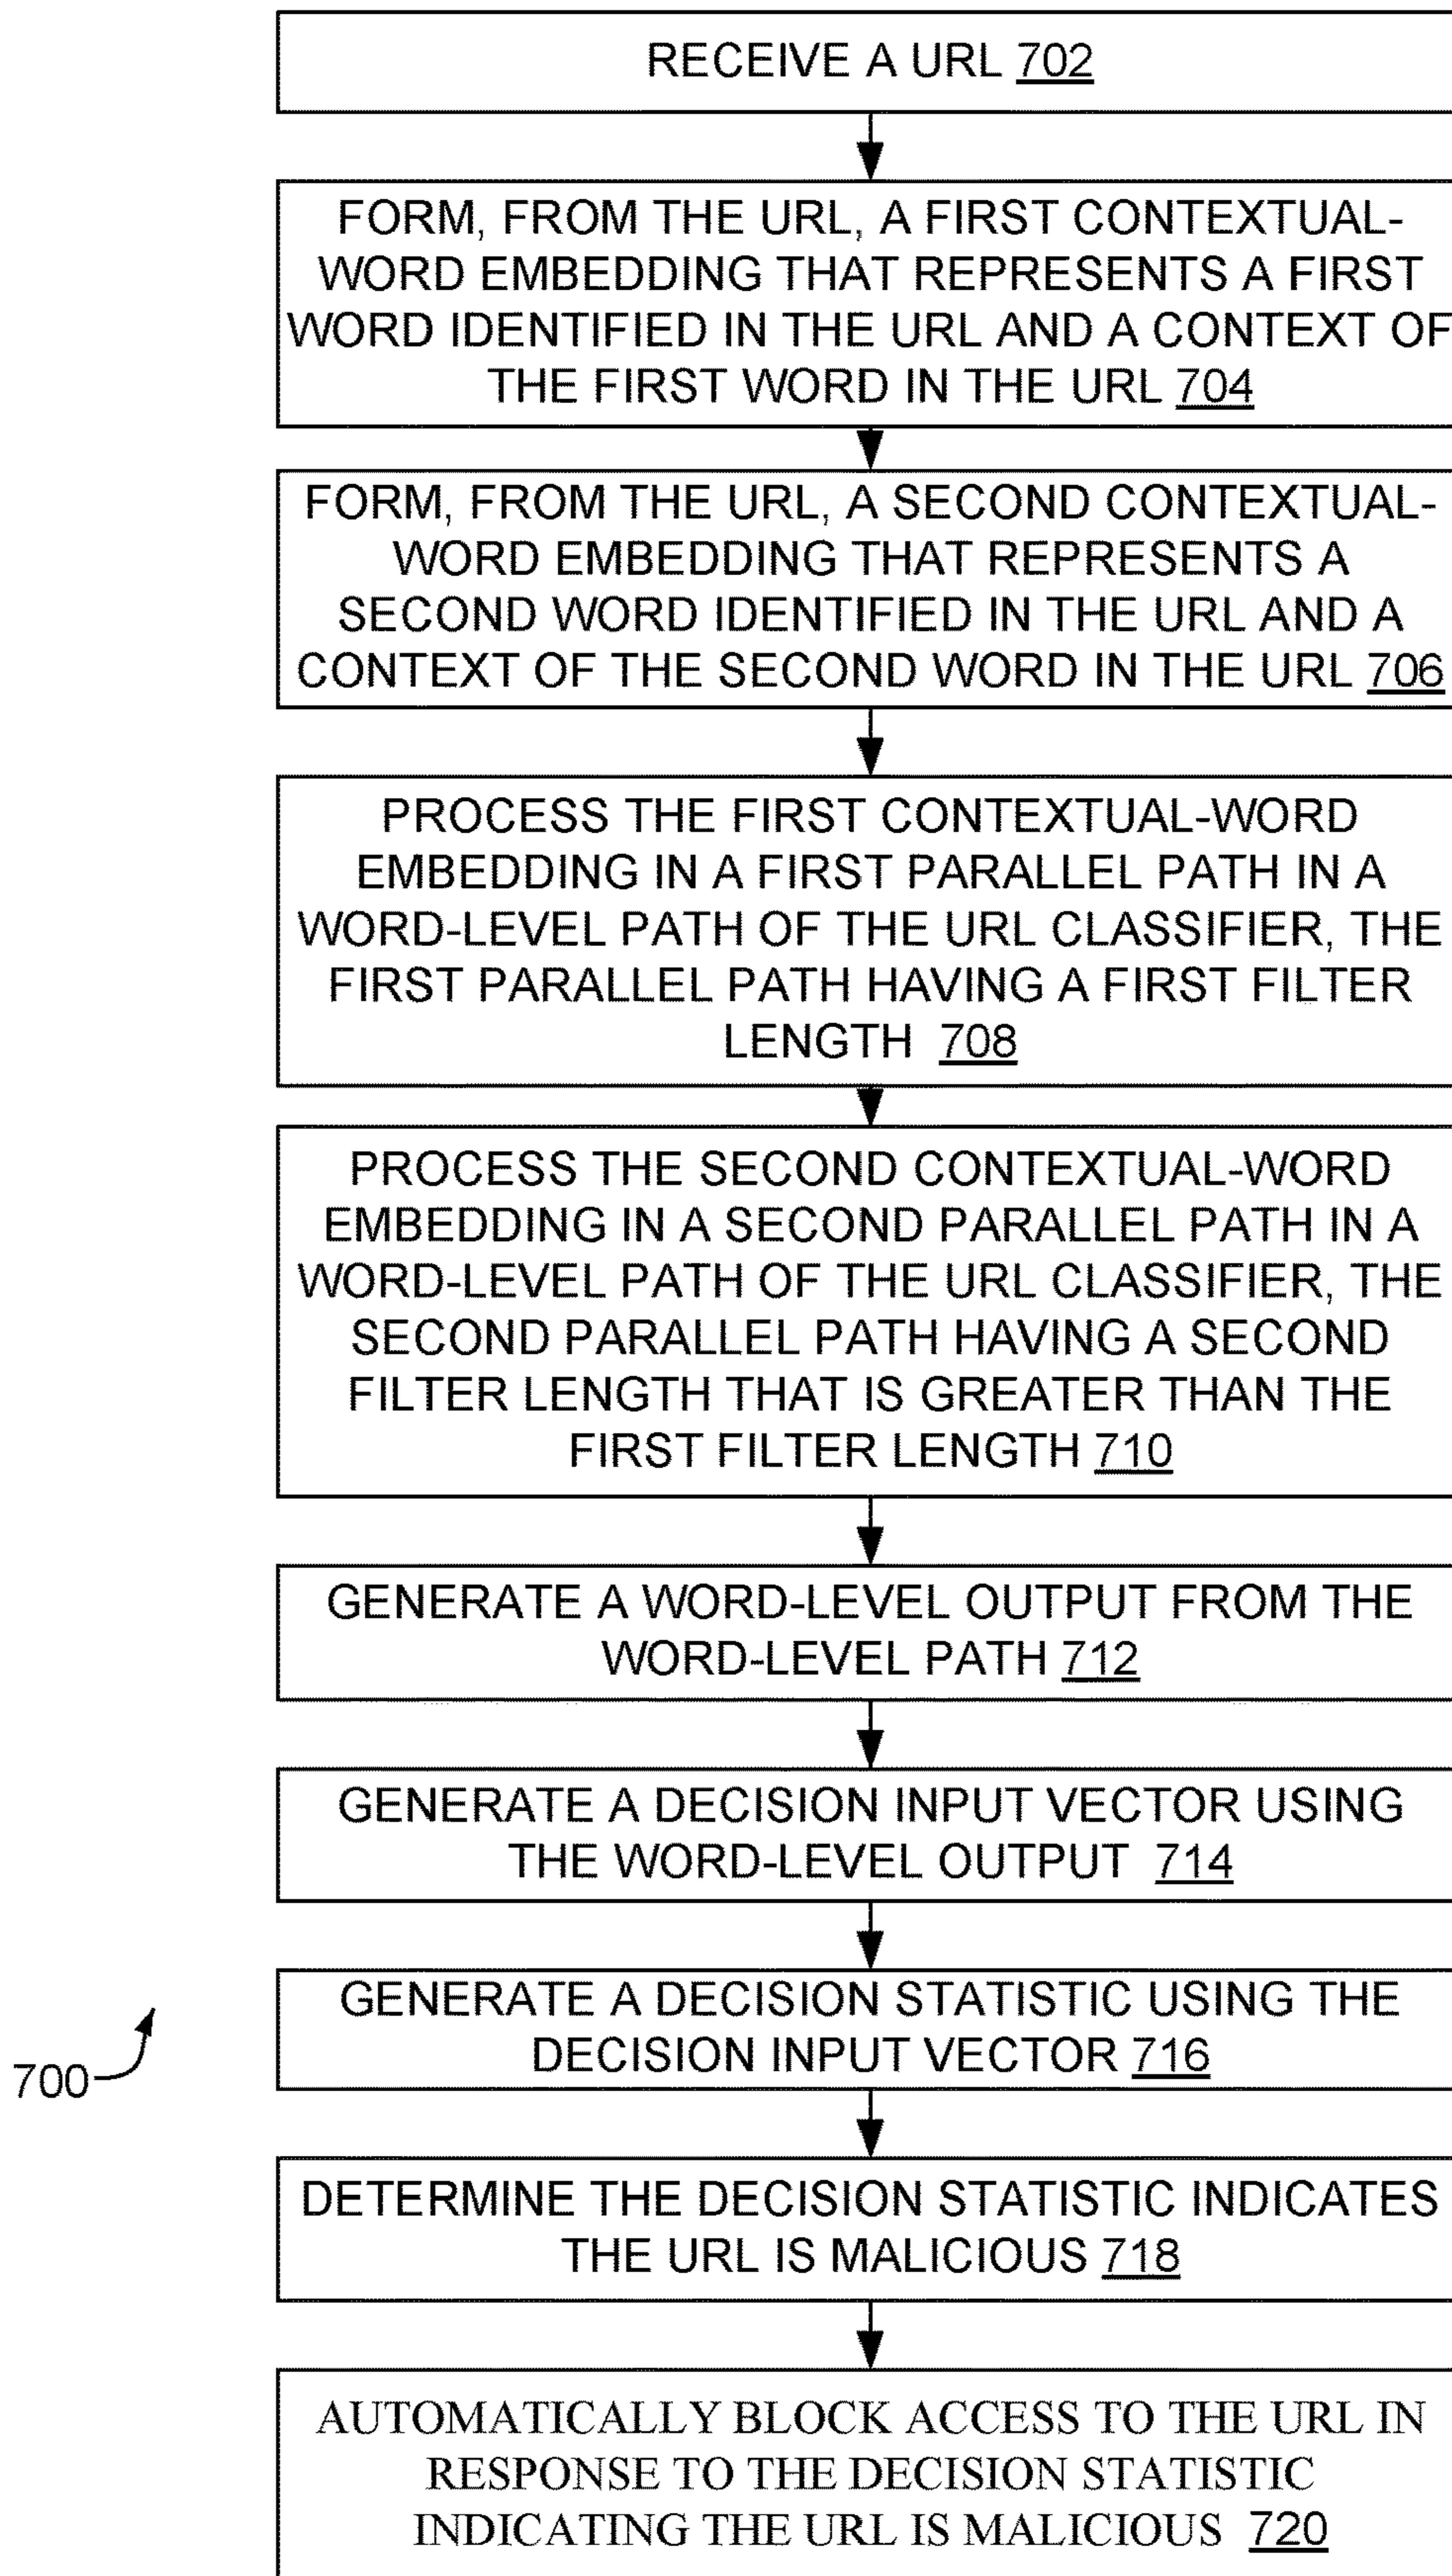 RECEIVE A URL 702
FORM, FROM THE URL, A FIRST CONTEXTUAL-
WORD EMBEDDING THAT REPRESENTS A FIRST
WORD IDENTIFIED IN THE URL AND A CONTEXT OF
THE FIRST WORD IN THE URL 704
FORM, FROM THE URL, A SECOND CONTEXTUAL-
WORD EMBEDDING THAT REPRESENTS A
SECOND WORD IDENTIFIED IN THE URL AND A
CONTEXT OF THE SECOND WORD IN THE URL 706
PROCESS THE FIRST CONTEXTUAL-WORD
EMBEDDING IN A FIRST PARALLEL PATH IN A
WORD-LEVEL PATH OF THE URL CLASSIFIER, THE
FIRST PARALLEL PATH HAVING A FIRST FILTER
LENGTH 708
PROCESS THE SECOND CONTEXTUAL-WORD
EMBEDDING IN A SECOND PARALLEL PATH IN A
WORD-LEVEL PATH OF THE URL CLASSIFIER, THE
SECOND PARALLEL PATH HAVING A SECOND
FILTER LENGTH THAT IS GREATER THAN THE
FIRST FILTER LENGTH 710
GENERATE A WORD-LEVEL OUTPUT FROM THE
WORD-LEVEL PATH 712
GENERATE A DECISION INPUT VECTOR USING
THE WORD-LEVEL OUTPUT 714
GENERATE A DECISION STATISTIC USING THE
DECISION INPUT VECTOR 716
700
DETERMINE THE DECISION STATISTIC INDICATES
THE URL IS MALICIOUS 718
AUTOMATICALLY BLOCK ACCESS TO THE URL IN
RESPONSE TO THE DECISION STATISTIC
INDICATING THE URL IS MALICIOUS 720